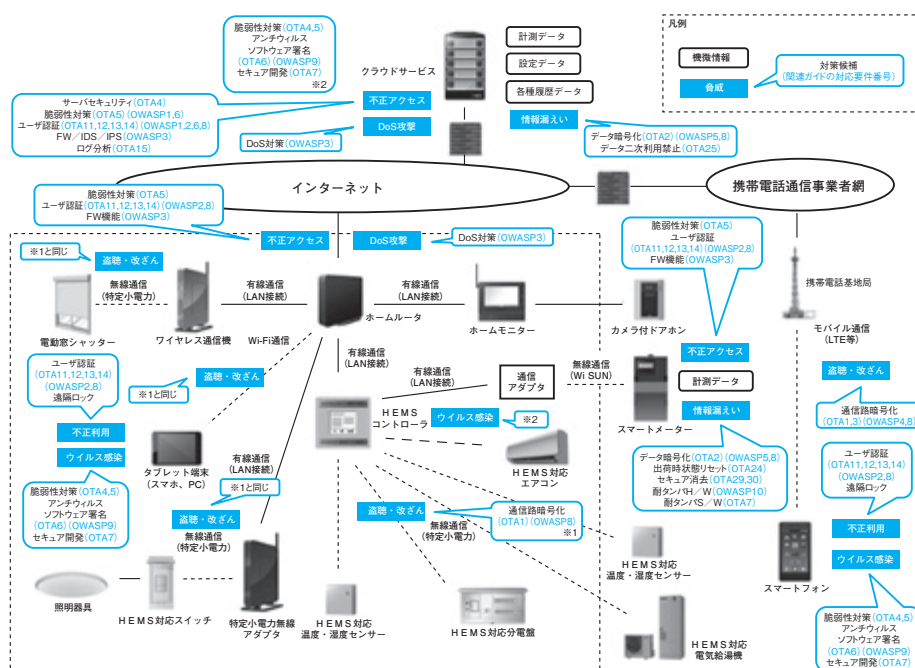 脆弱性対策(OTA4,5)
アンチウィルス
ソフトウェア署名
(OTA6)(OWASP9)
セキュア開発(OTA7)
※2
クラウドサービス
計測データ
設定データ
各種履歴データ
凡例
機微情報
脅威
対策候補
(関連ガイドの対応要件番号)
サーバセキュリティ(OTA4)
脆弱性対策(OTA5)(OWASP1,6)
ユーザ認証(OTA11,12,13,14)(OWASP1,2,6,8)
FW/IDS/IPS(OWASP3)
ログ分析(OTA15)
不正アクセス
DoS攻撃
DoS対策(OWASP3)
情報漏えい
データ暗号化(OTA2)(OWASP5,8)
データ二次利用禁止(OTA25)
インターネット
携帯電話通信事業者網
脆弱性対策(OTA5)
ユーザ認証(OTA11,12,13,14)(OWASP2,8)
FW機能(OWASP3)
不正アクセス
DoS攻撃
DoS対策(OWASP3)
脆弱性対策(OTA5)
ユーザ認証
(OTA11,12,13,14)(OWASP2,8)
FW機能(OWASP3)
※1と同じ
盗聴・改ざん
無線通信
(特定小電力)
有線通信
(LAN接続)
有線通信
(LAN接続)
電動窓シャッター
ワイヤレス通信機
ホームルータ
ホームモニター
カメラ付ドアホン
携帯電話基地局
モバイル通信
(LTE等)
Wi-Fi通信
有線通信
(LAN接続)
有線通信
(LAN接続)
通信
アダプタ
無線通信
(Wi SUN)
不正アクセス
計測データ
情報漏えい
スマートメーター
盗聴・改ざん
通信路暗号化
(OTA1,3)(OWASP4,8)
ユーザ認証
(OTA11,12,13,14)
(OWASP2,8)
遠隔ロック
※1と同じ
盗聴・改ざん
不正利用
ウイルス感染
タブレット端末
(スマホ、PC)
HEMS
コントローラ
ウイルス感染
※2
HEMS対応
エアコン
データ暗号化(OTA2)(OWASP5,8)
出荷時状態リセット(OTA24)
セキュア消去(OTA29,30)
耐タンパH/W(OWASP10)
耐タンパS/W(OTA7)
ユーザ認証
(OTA11,12,13,14)
(OWASP2,8)
遠隔ロック
不正利用
ウイルス感染
有線通信
(LAN接続)
※1と同じ
脆弱性対策(OTA4,5)
アンチウィルス
ソフトウェア署名
(OTA6)(OWASP9)
セキュア開発(OTA7)
盗聴・改ざん
無線通信
(特定小電力)
盗聴・改ざん
無線通信
(特定小電力)
通信路暗号化
(OTA1)(OWASP8)
※1
照明器具
HEMS対応スイッチ
特定小電力無線
アダプタ
HEMS対応
温度・湿度センサー
HEMS対応分電盤
HEMS対応
温度・湿度センサー
HEMS対応
電気給湯機
スマートフォン
脆弱性対策(OTA4,5)
アンチウィルス
ソフトウェア署名
(OTA6)(OWASP9)
セキュア開発(OTA7)